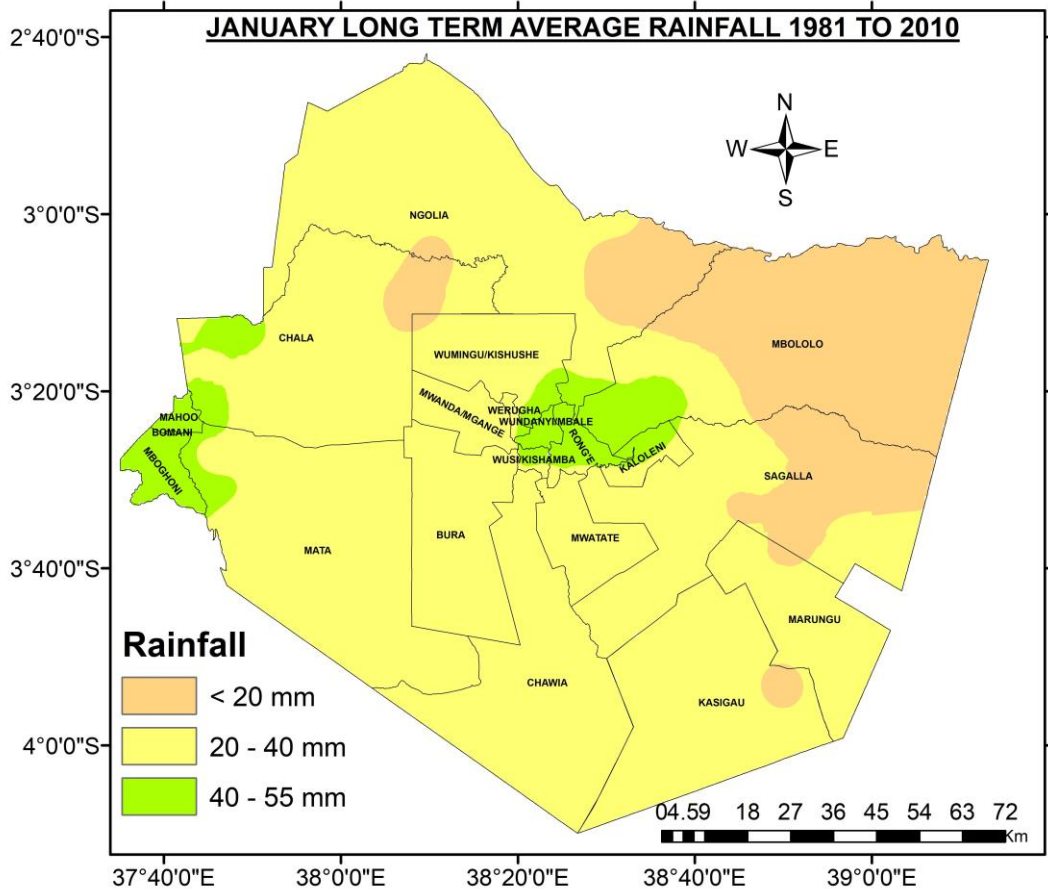 JANUARY LONG TERM AVERAGE RAINFALL 1981 TO 2010
2°40'0"S
3°0'0"S
3°20'0"S
3°40'0"S
4°0'0"S
N
W
E
S
NGOLIA
CHALA
MBOLOLO
WUMINGU/KISHUSHE
MWANDA/MGANGE
WERUGHA
WUNDANYI/MBALE
MAHOO
BOMANI
MBOGHONI
RONG'E
KALOLENI
WUSI/KISHAMBA
SAGALLA
MATA
BURA
MWATATE
MARUNGU
CHAWIA
KASIGAU
Rainfall
< 20 mm
20 - 40 mm
40 - 55 mm
04.59 18 27 36 45 54 63 72
Km
37°40'0"E 38°0'0"E 38°20'0"E 38°40'0"E 39°0'0"E